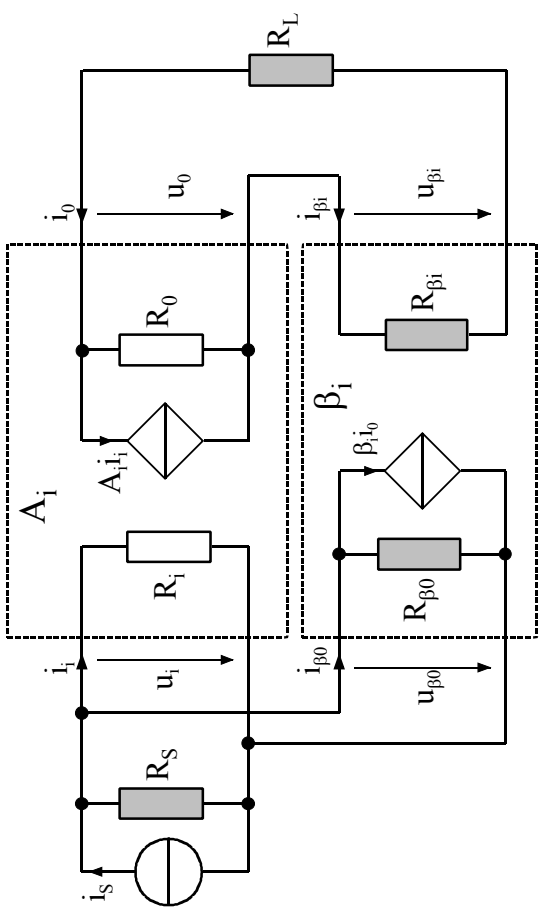 R_L
i_0
u_0
i_βi
u_βi
R_0
R_βi
A_i i_i
A_i
β_i
β_i i_0
R_i
R_β0
i_i
u_i
i_β0
u_β0
R_S
i_S